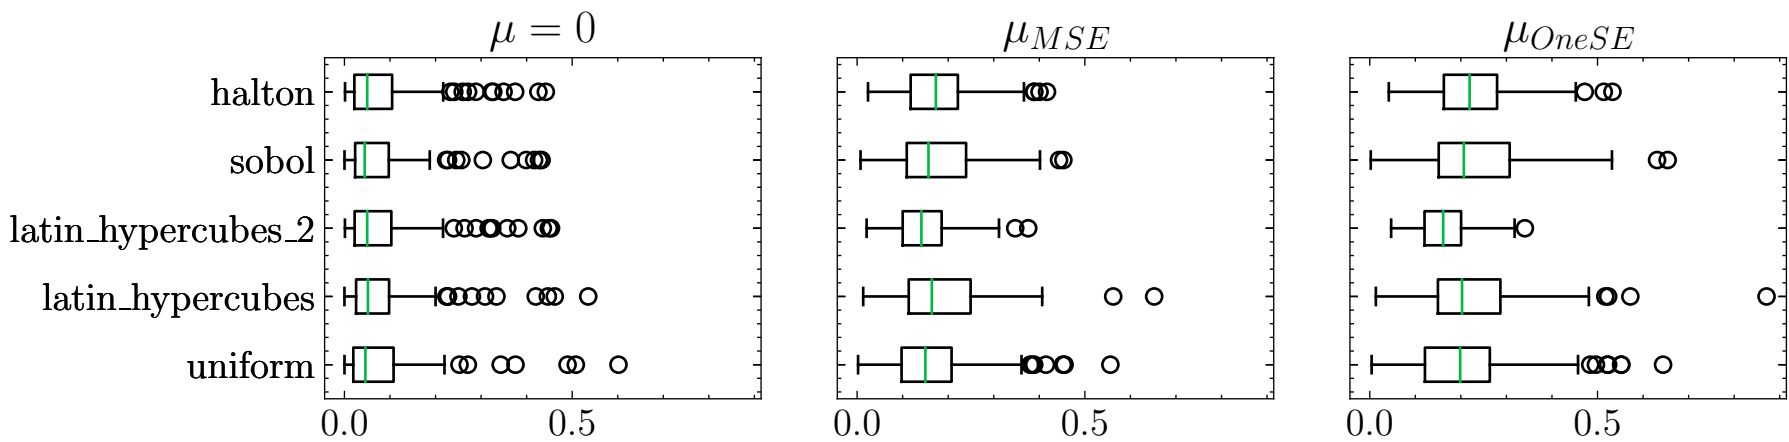 μ = 0 μ_MSE μ_OneSE
halton
sobol
latin_hypercubes_2
latin_hypercubes
uniform
0.0 0.5 0.0 0.5 0.0 0.5